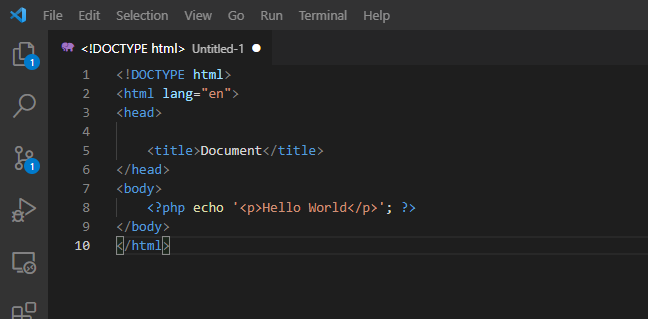 File Edit Selection View Go Run Terminal Help
<!DOCTYPE html> Untitled-1
1
1
1 <!DOCTYPE html>
2 <html lang="en">
3 <head>
4
5     <title>Document</title>
6 </head>
7 <body>
8     <?php echo '<p>Hello World</p>'; ?>
9 </body>
10 </html>